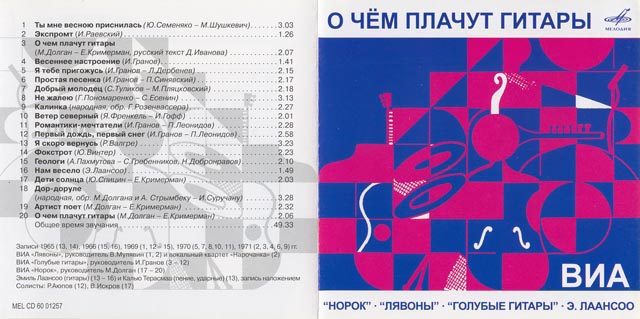 1 Ты мне весною приснилась (Ю.Семеняко – М.Шушкевич) 3.03
2 Экспромт (И.Раевский) 1.26
3 О чем плачут гитары
(М.Долган – Е.Кримерман, русский текст Д.Иванова) 2.07
4 Весеннее настроение (И.Гранов) 1.41
5 Я тебе пригожусь (И.Гранов – Л.Дербенев) 2.15
6 Простая песенка (И.Гранов – П.Синявский) 2.17
7 Добрый молодец (С.Туликов – М.Пляцковский) 2.18
8 Не жалею (Г.Пономаренко – С.Есенин) 3.13
9 Калинка (народная, обр. Г.Розенвассера) 2.27
10 Ветер северный (Я.Френкель – И.Гофф) 2.01
11 Романтики-мечтатели (И.Гранов – П.Леонидов) 2.28
12 Первый дождь, первый снег (И.Гранов – П.Леонидов) 2.58
13 Я скоро вернусь (Р.Валгре) 3.23
14 Фокстрот (Ю.Винтер) 2.22
15 Геологи (А.Пахмутова – С.Гребенников, Н.Добронравов) 2.10
16 Нам весело (Э.Лаансоо) 1.49
17 Дети солнца (Ю.Спицин – Е.Кримерман) 2.03
18 Дор-доруле
(народная, обр. М.Долгана и А. Стрымбеку – И.Суручану) 3.28
19 Артист поет (М.Долган – Е.Кримерман) 2.32
20 О чем плачут гитары (М.Долган – Е.Кримерман) 2.06
Общее время звучания 49.33
Записи 1965 (13, 14), 1966 (15, 16), 1969 (1, 12 – 15), 1970 (5, 7, 8,10, 11), 1971 (2, 3, 4, 6, 9) гг.
ВИА «Лявоны», руководитель В.Мулявин (1, 2) и вокальный квартет «Нарочанка» (2)
ВИА «Голубые гитары», руководитель И.Гранов (3 – 12)
ВИА «Норок», руководитель М.Долган (17 – 20)
Эмиль Лаансоо (гитары) (13 – 16) и Калью Терасмаа (пение, ударные) (13), запись наложением
Солисты: Р.Аюпов (12), В.Искров (17)
MEL CD 60 01257
О ЧЁМ ПЛАЧУТ ГИТАРЫ
МЕЛОДИЯ
ВИА
"НОРОК" · "ЛЯВОНЫ" · "ГОЛУБЫЕ ГИТАРЫ" · Э. ЛААНСОО